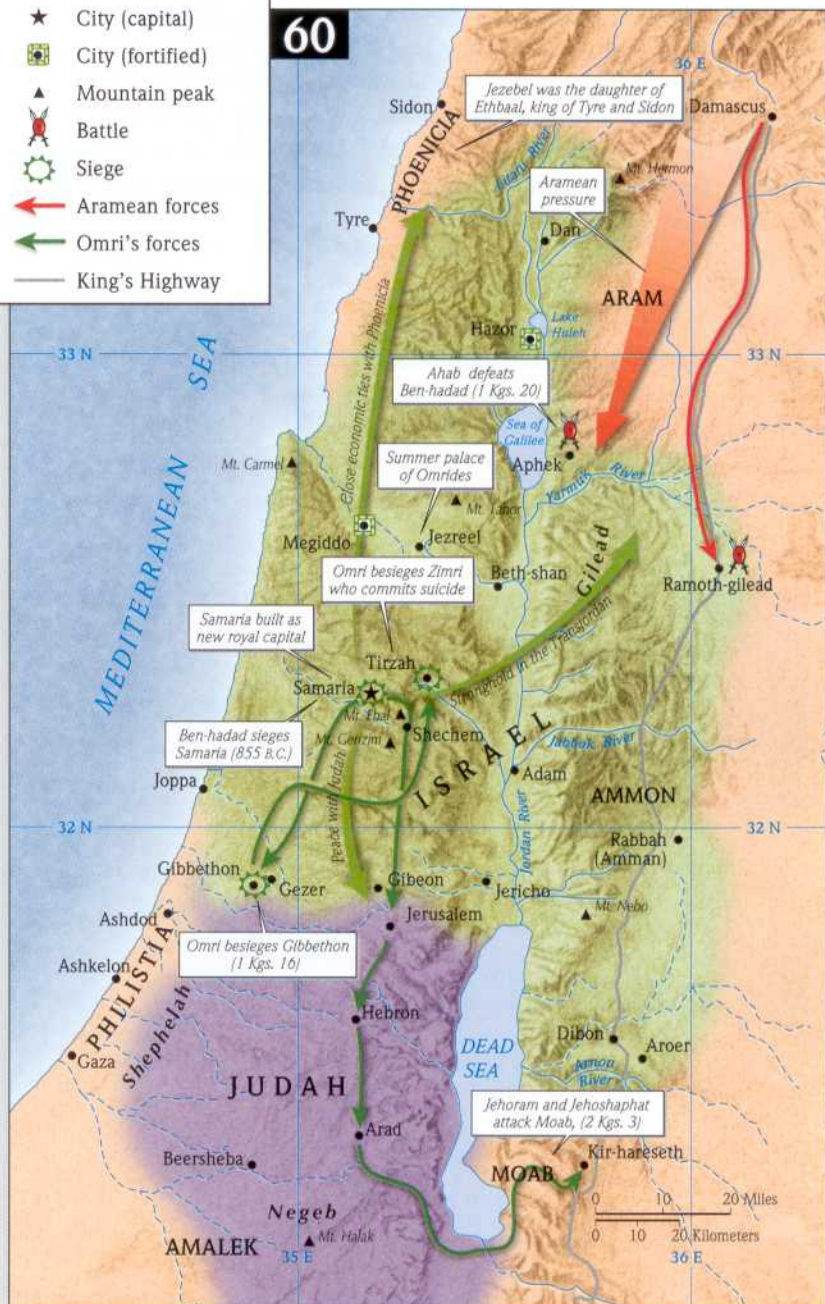 City (capital)
City (fortified)
Mountain peak
Battle
Siege
Aramean forces
Omri's forces
King's Highway
60
36 E
Jezebel was the daughter of
Ethbaal, king of Tyre and Sidon
Sidon
Damascus
PHOENICIA
Litani River
Mt. Hermon
Aramean
pressure
Tyre
Dan
ARAM
Hazor
Lake
Huleh
33 N
33 N
SEA
MEDITERRANEAN
Close economic ties with Phoenicia
Ahab defeats
Ben-hadad (1 Kgs. 20)
Sea of
Galilee
Aphek
Mt. Carmel
Summer palace
of Omrides
Yarmuk River
Mt. Tabor
Megiddo
Jezreel
Gilead
Omri besieges Zimri
who commits suicide
Beth-shan
Ramoth-gilead
Samaria built as
new royal capital
Tirzah
Stronghold in the Transjordan
Samaria
Mt. Ebal
Shechem
Ben-hadad sieges
Samaria (855 B.C.)
Mt. Gerizim
ISRAEL
Jabbok River
Adam
Joppa
AMMON
Peace with Judah
Jordan River
32 N
32 N
Rabbah
(Amman)
Gibbethon
Gezer
Gibeon
Jericho
Mt. Nebo
Ashdod
Jerusalem
Omri besieges Gibbethon
(1 Kgs. 16)
Ashkelon
PHILISTIA
Shephelah
Hebron
Gaza
DEAD
SEA
Dibon
Aroer
Arnon
River
JUDAH
Jehoram and Jehoshaphat
attack Moab, (2 Kgs. 3)
Arad
Beersheba
MOAB
Kir-hareseth
0 10 20 Miles
0 10 20 Kilometers
Negeb
AMALEK
35 E
Mt. Halak
36 E